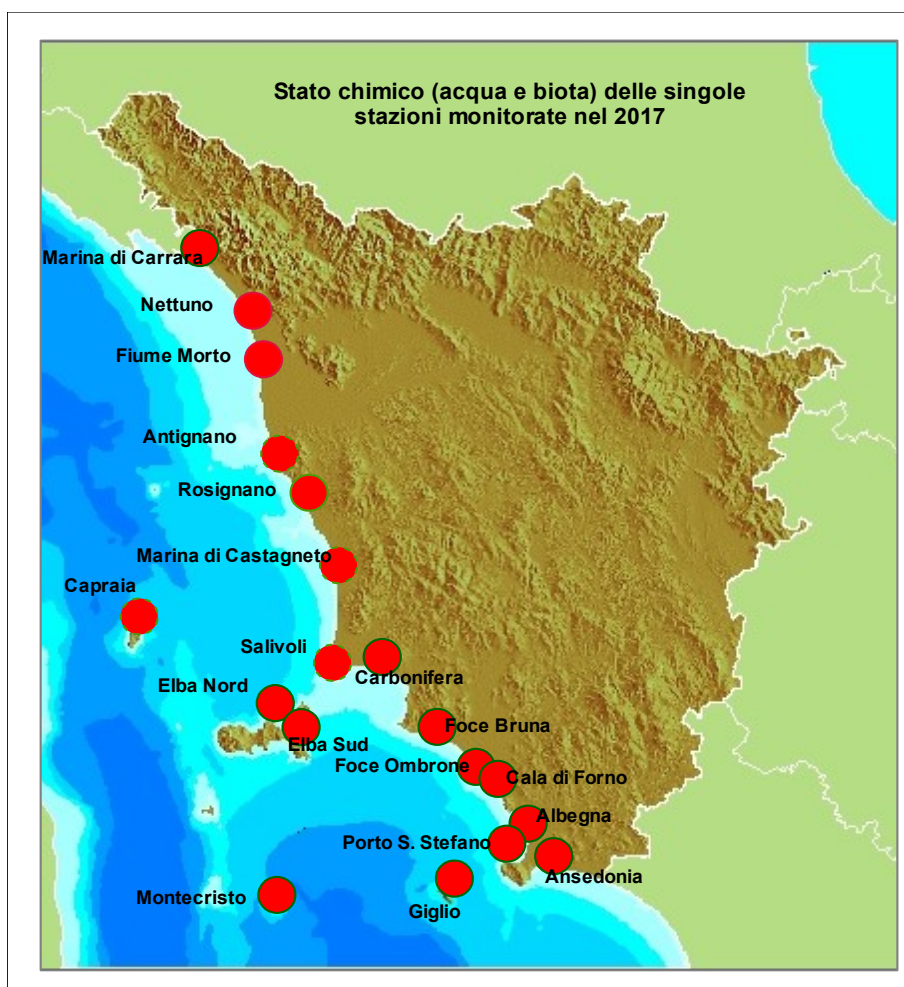 Stato chimico (acqua e biota) delle singole
stazioni monitorate nel 2017
Marina di Carrara
Nettuno
Fiume Morto
Antignano
Rosignano
Marina di Castagneto
Capraia
Salivoli
Carbonifera
Elba Nord
Foce Bruna
Elba Sud
Foce Ombrone
Cala di Forno
Albegna
Porto S. Stefano
Ansedonia
Montecristo
Giglio